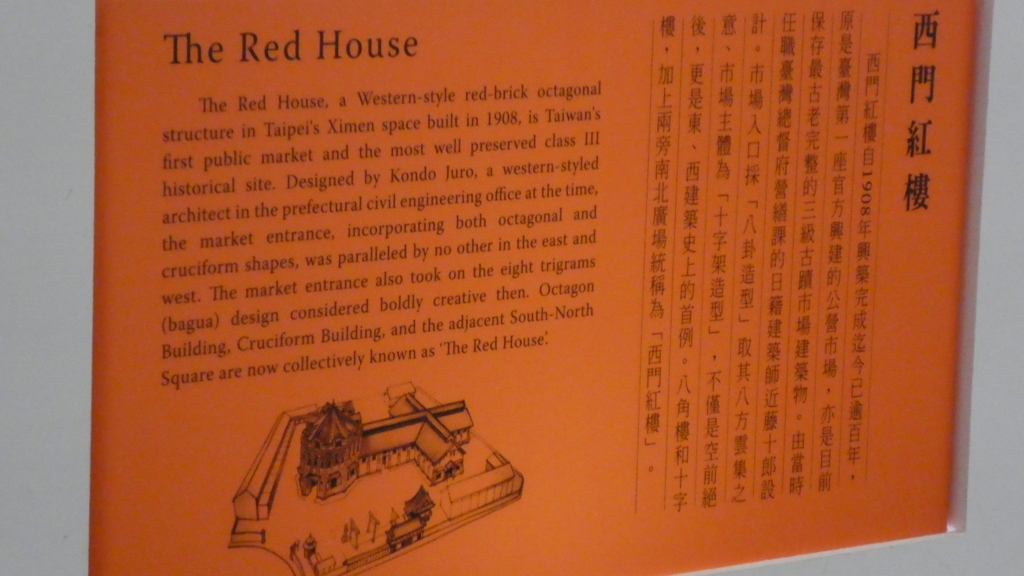 The Red House
The Red House, a Western-style red-brick octagonal
structure in Taipei's Ximen space built in 1908, is Taiwan's
first public market and the most well preserved class III
historical site. Designed by Kondo Juro, a western-styled
architect in the prefectural civil engineering office at the time,
the market entrance, incorporating both octagonal and
cruciform shapes, was paralleled by no other in the east and
west. The market entrance also took on the eight trigrams
(bagua) design considered boldly creative then. Octagon
Building, Cruciform Building, and the adjacent South-North
Square are now collectively known as 'The Red House'.
西門紅樓
西門紅樓自1908年興築完成迄今已逾百年，
原是臺灣第一座官方興建的公營市場，亦是目前
保存最古老完整的三級古蹟市場建築物。由當時
任職臺灣總督府營繕課的日籍建築師近藤十郎設
計。市場入口採「八卦造型」取其八方雲集之
意、市場主體為「十字架造型」，不僅是空前絕
後，更是東、西建築史上的首例。八角樓和十字
樓，加上兩旁南北廣場統稱為「西門紅樓」。